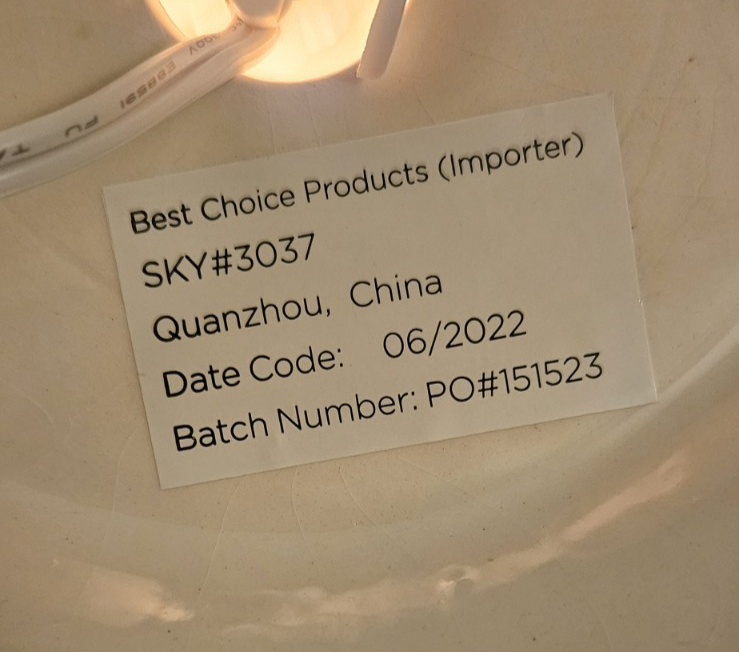 Best Choice Products (Importer)
SKY#3037
Quanzhou, China
Date Code: 06/2022
Batch Number: PO#151523